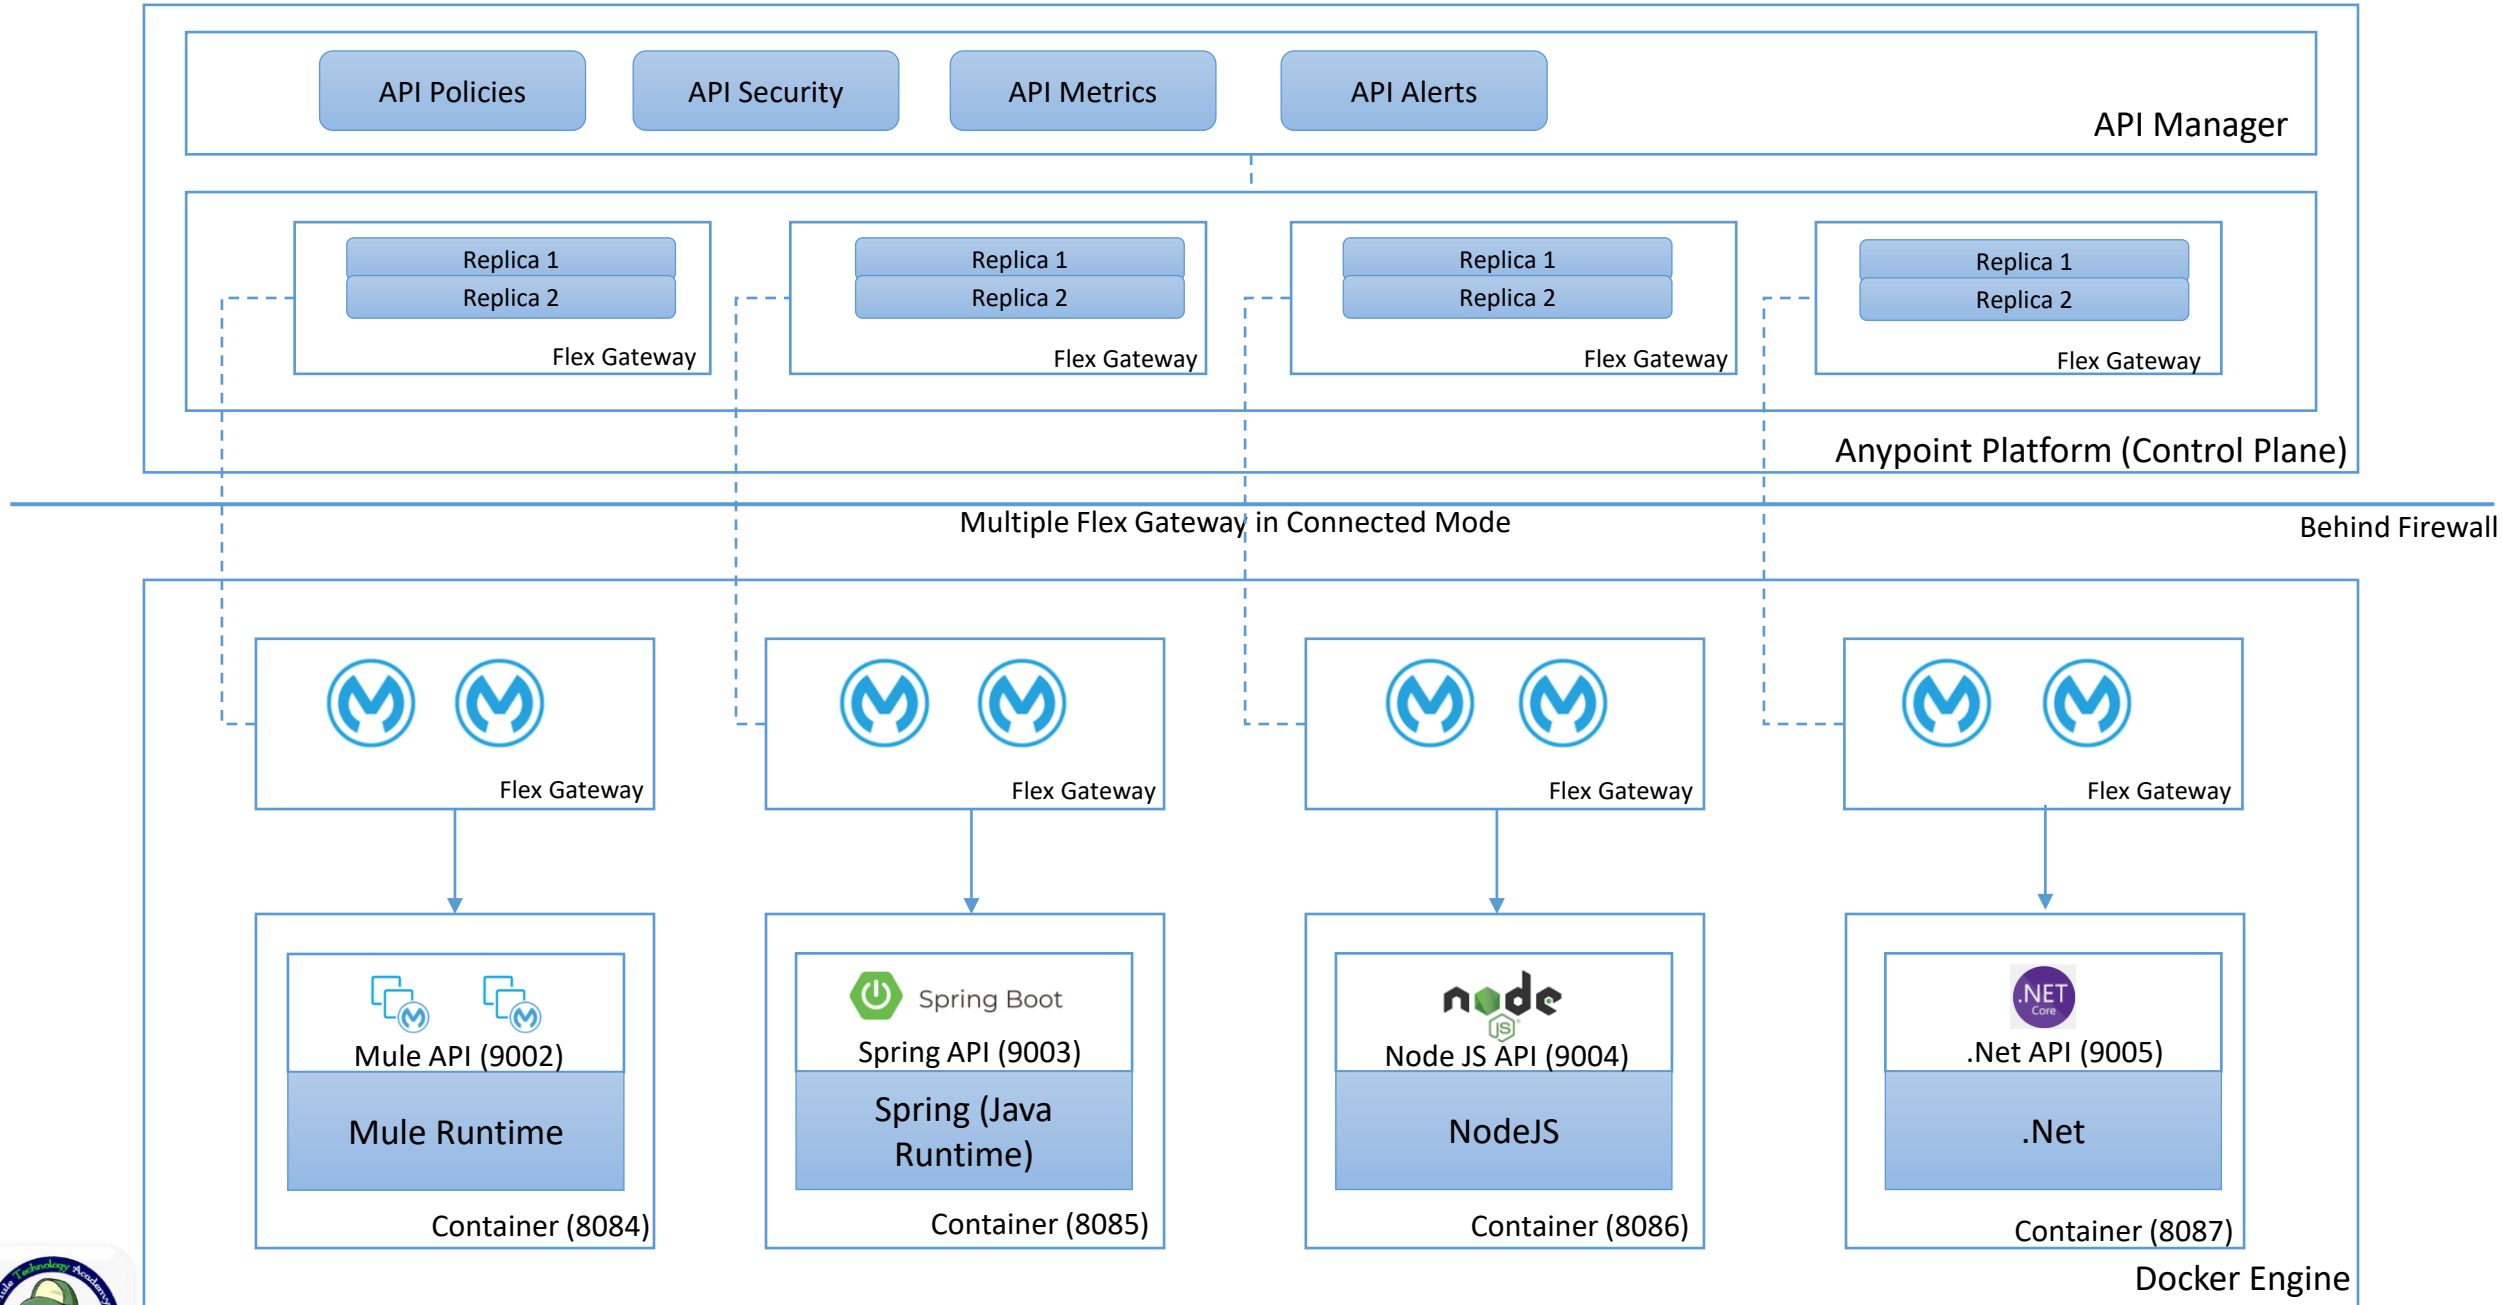 API Policies
API Security
API Metrics
API Alerts
API Manager
Replica 1
Replica 2
Flex Gateway
Replica 1
Replica 2
Flex Gateway
Replica 1
Replica 2
Flex Gateway
Replica 1
Replica 2
Flex Gateway
Anypoint Platform (Control Plane)
Multiple Flex Gateway in Connected Mode
Behind Firewall
Flex Gateway
Flex Gateway
Flex Gateway
Flex Gateway
Mule API (9002)
Mule Runtime
Container (8084)
Spring Boot
Spring API (9003)
Spring (Java
Runtime)
Container (8085)
node
JS
Node JS API (9004)
NodeJS
Container (8086)
.NET
Core
.Net API (9005)
.Net
Container (8087)
Docker Engine
Technology